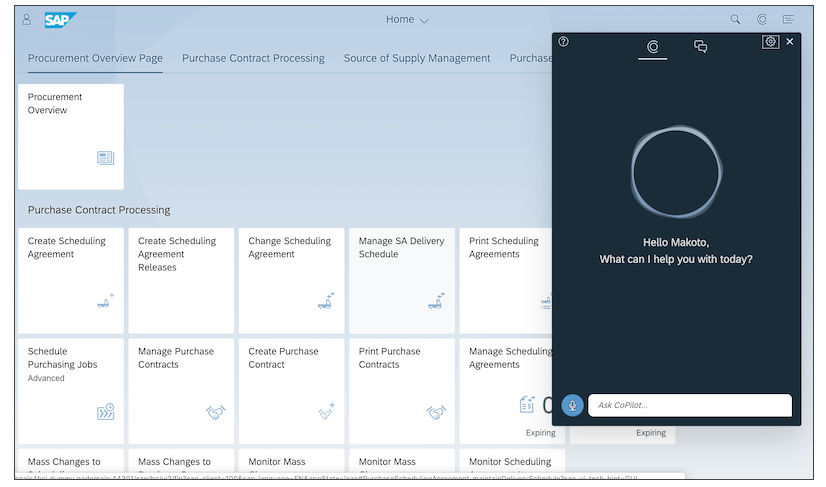 SAP
Home
Procurement Overview Page
Purchase Contract Processing
Source of Supply Management
Purchase
Procurement
Overview
Purchase Contract Processing
Create Scheduling
Agreement
Create Scheduling
Agreement
Releases
Change Scheduling
Agreement
Manage SA Delivery
Schedule
Print Scheduling
Agreements
Schedule
Purchasing Jobs
Advanced
Manage Purchase
Contracts
Create Purchase
Contract
Print Purchase
Contracts
Manage Scheduling
Agreements
0
Expiring
Expiring
Mass Changes to
Mass Changes to
Monitor Mass
Monitor Mass
Monitor Scheduling
Hello Makoto,
What can I help you with today?
Ask CoPilot...